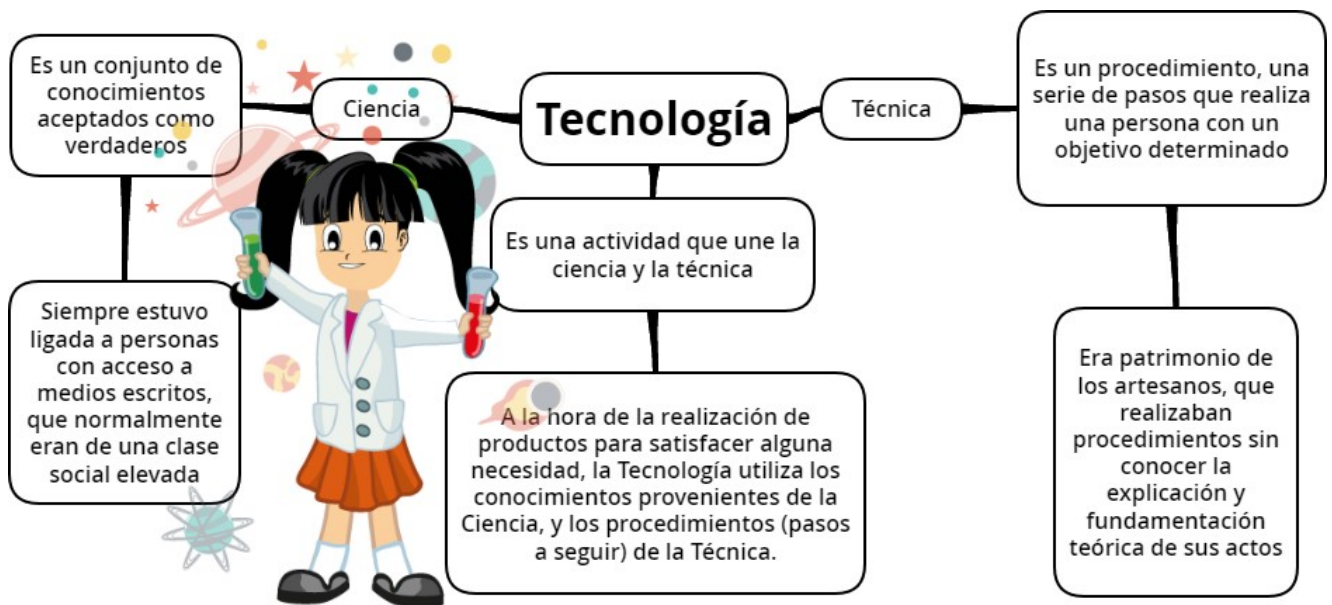 Es un conjunto de
conocimientos
aceptados como
verdaderos
Siempre estuvo
ligada a personas
con acceso a
medios escritos,
que normalmente
eran de una clase
social elevada
Ciencia
Tecnología
Es una actividad que une la
ciencia y la técnica
A la hora de la realización de
productos para satisfacer alguna
necesidad, la Tecnología utiliza los
conocimientos provenientes de la
Ciencia, y los procedimientos (pasos
a seguir) de la Técnica.
Técnica
Es un procedimiento, una
serie de pasos que realiza
una persona con un
objetivo determinado
Era patrimonio de
los artesanos, que
realizaban
procedimientos sin
conocer la
explicación y
fundamentación
teórica de sus actos